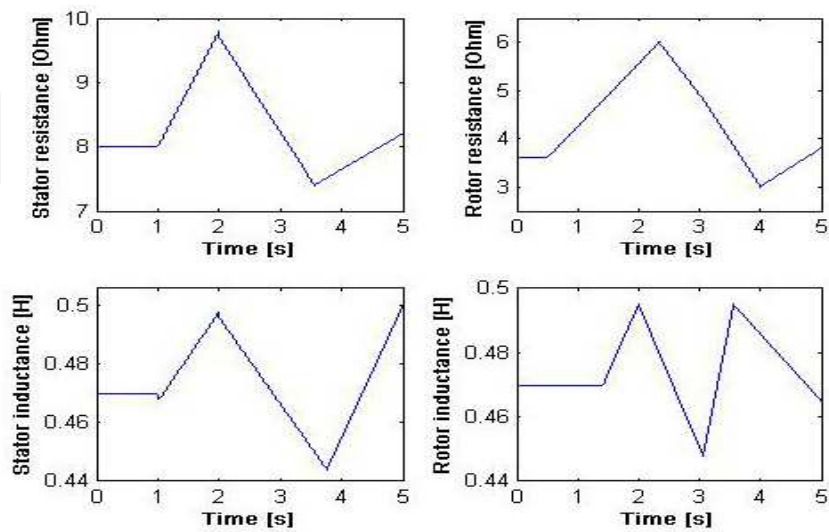 Stator resistance [Ohm]
10
9
8
7
0 1 2 3 4 5
Time [s]
Rotor resistance [Ohm]
6
5
4
3
0 1 2 3 4 5
Time [s]
Stator inductance [H]
0.5
0.48
0.46
0.44
0 1 2 3 4 5
Time [s]
Rotor inductance [H]
0.5
0.48
0.46
0.44
0 1 2 3 4 5
Time [s]